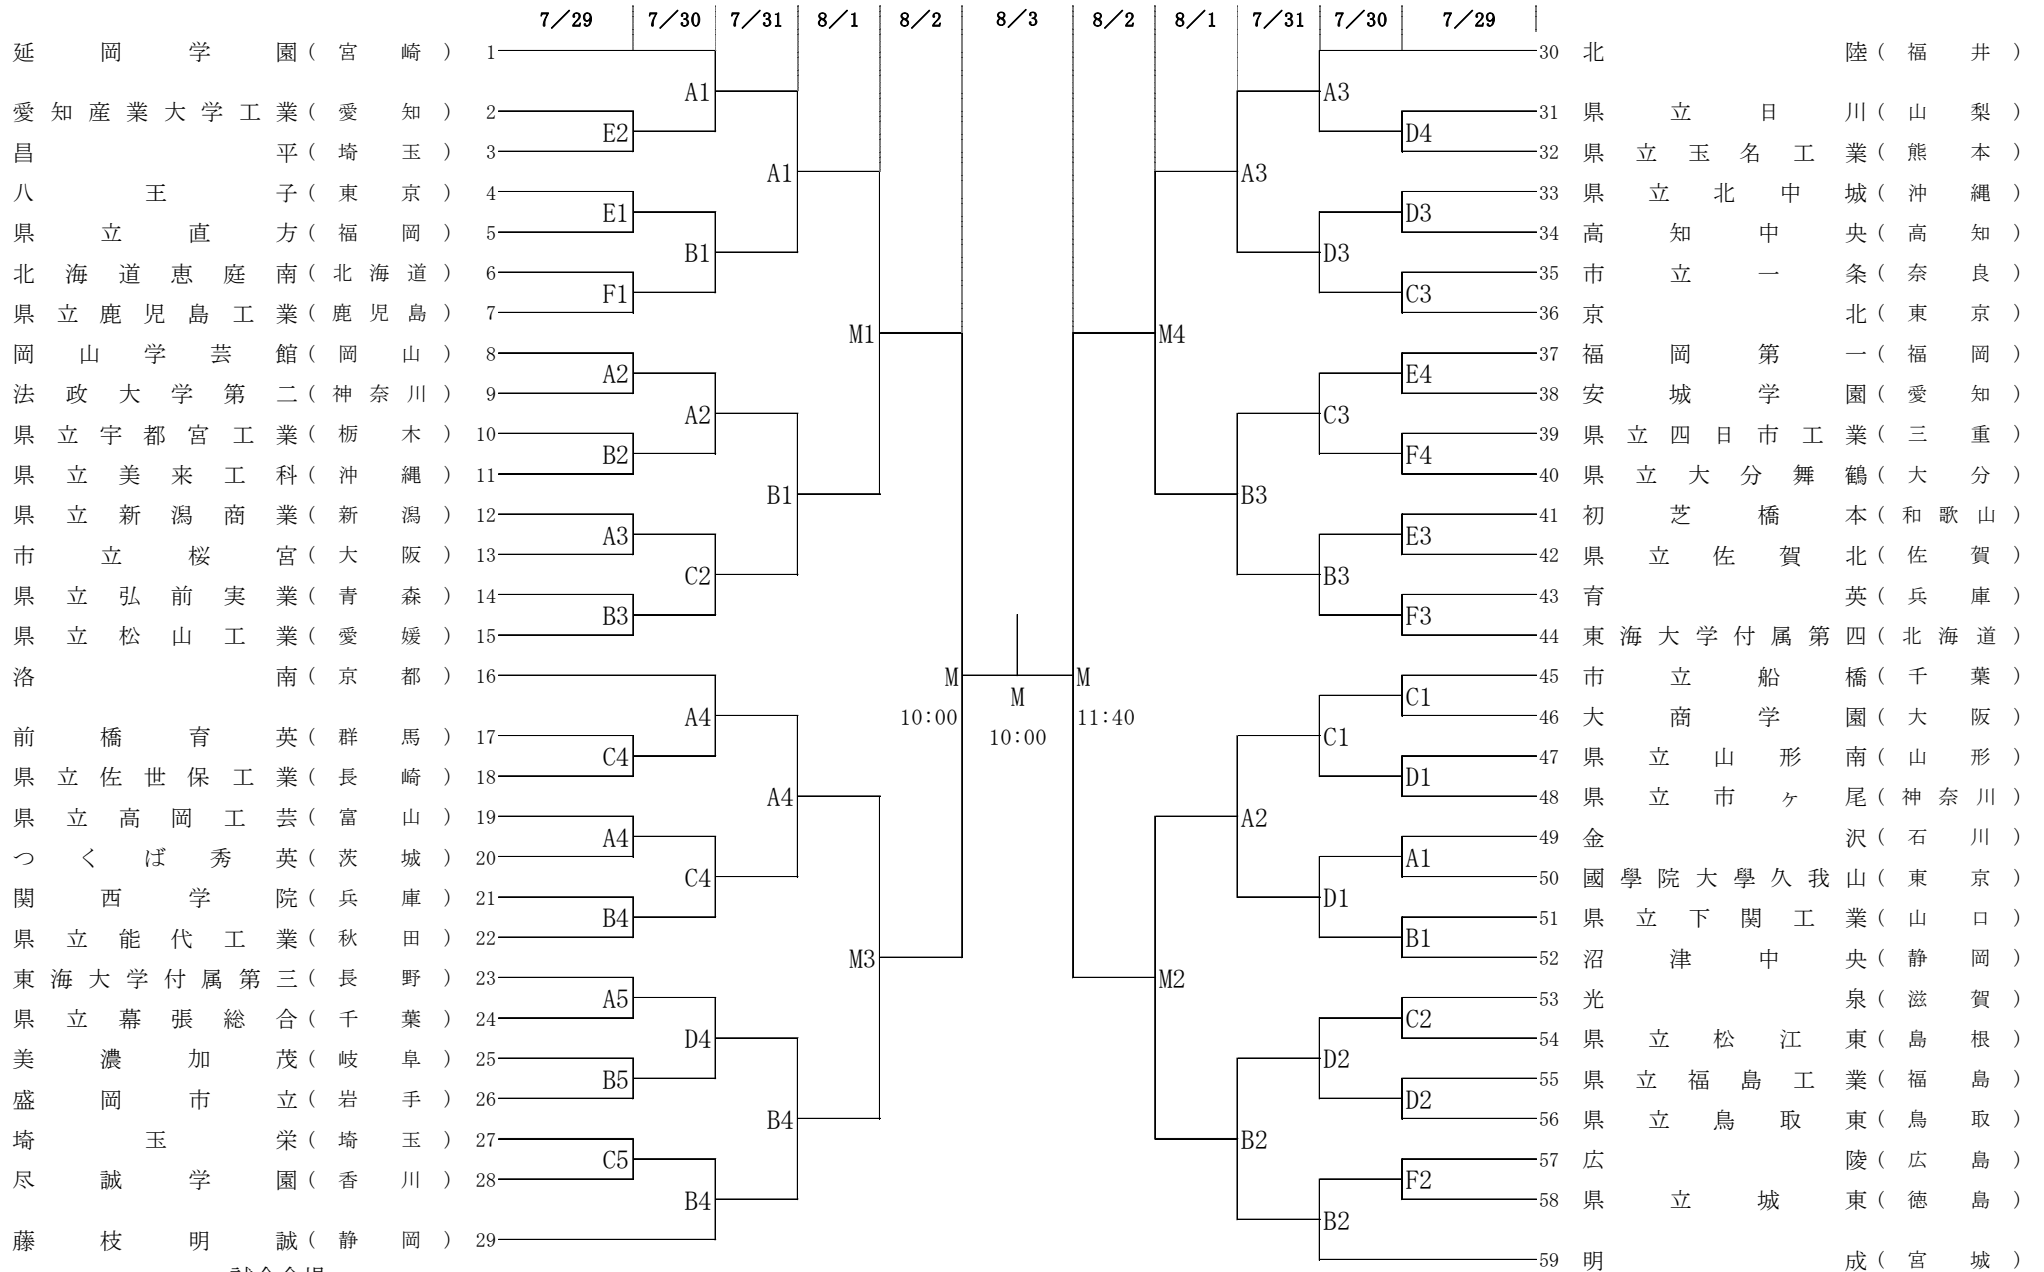 7／29 7／30 7／31 8／1 8／2 8／3 8／2 8／1 7／31 7／30 7／29
延岡学園(宮崎) 1
愛知産業大学工業(愛知) 2
昌平(埼玉) 3
八王子(東京) 4
県立直方(福岡) 5
北海道恵庭南(北海道) 6
県立鹿児島工業(鹿児島) 7
岡山学芸館(岡山) 8
法政大学第二(神奈川) 9
県立宇都宮工業(栃木) 10
県立美来工科(沖縄) 11
県立新潟商業(新潟) 12
市立桜宮(大阪) 13
県立弘前実業(青森) 14
県立松山工業(愛媛) 15
洛南(京都) 16
前橋育英(群馬) 17
県立佐世保工業(長崎) 18
県立高岡工芸(富山) 19
つくば秀英(茨城) 20
関西学院(兵庫) 21
県立能代工業(秋田) 22
東海大学付属第三(長野) 23
県立幕張総合(千葉) 24
美濃加茂(岐阜) 25
盛岡市立(岩手) 26
埼玉栄(埼玉) 27
尽誠学園(香川) 28
藤枝明誠(静岡) 29
E2
E1
F1
A2
B2
A3
B3
C4
A4
B4
A5
B5
C5
A1
B1
A2
C2
A4
C4
D4
B4
A1
B1
A4
B4
M1
M3
M
10:00
M
10:00
M
11:40
M4
M2
A3
B3
A2
B2
A3
D3
C3
B3
C1
D1
D2
B2
D4
D3
C3
E4
F4
E3
F3
C1
D1
A1
B1
C2
D2
F2
30 北陸(福井)
31 県立日川(山梨)
32 県立玉名工業(熊本)
33 県立北中城(沖縄)
34 高知中央(高知)
35 市立一条(奈良)
36 京北(東京)
37 福岡第一(福岡)
38 安城学園(愛知)
39 県立四日市工業(三重)
40 県立大分舞鶴(大分)
41 初芝橋本(和歌山)
42 県立佐賀北(佐賀)
43 育英(兵庫)
44 東海大学付属第四(北海道)
45 市立船橋(千葉)
46 大商学園(大阪)
47 県立山形南(山形)
48 県立市ヶ尾(神奈川)
49 金沢(石川)
50 國學院大學久我山(東京)
51 県立下関工業(山口)
52 沼津中央(静岡)
53 光泉(滋賀)
54 県立松江東(島根)
55 県立福島工業(福島)
56 県立鳥取東(鳥取)
57 広陵(広島)
58 県立城東(徳島)
59 明成(宮城)